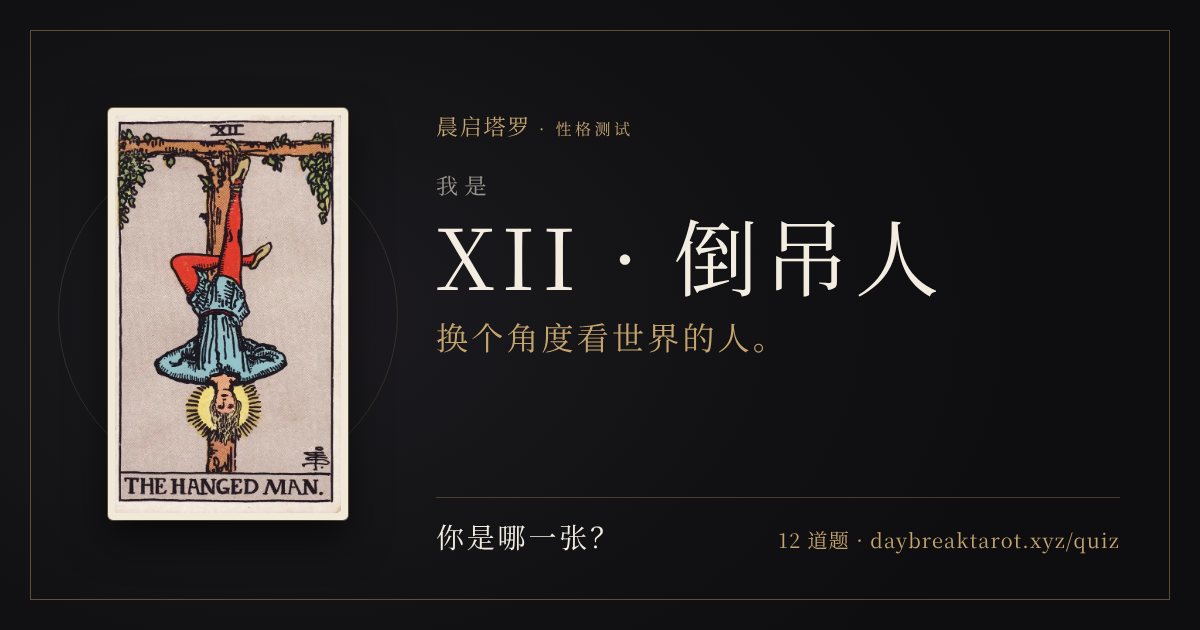 XII
THE HANGED MAN.
晨启塔罗 · 性格测试
我是
XII · 倒吊人
换个角度看世界的人。
你是哪一张？
12 道题 · daybreaktarot.xyz/quiz